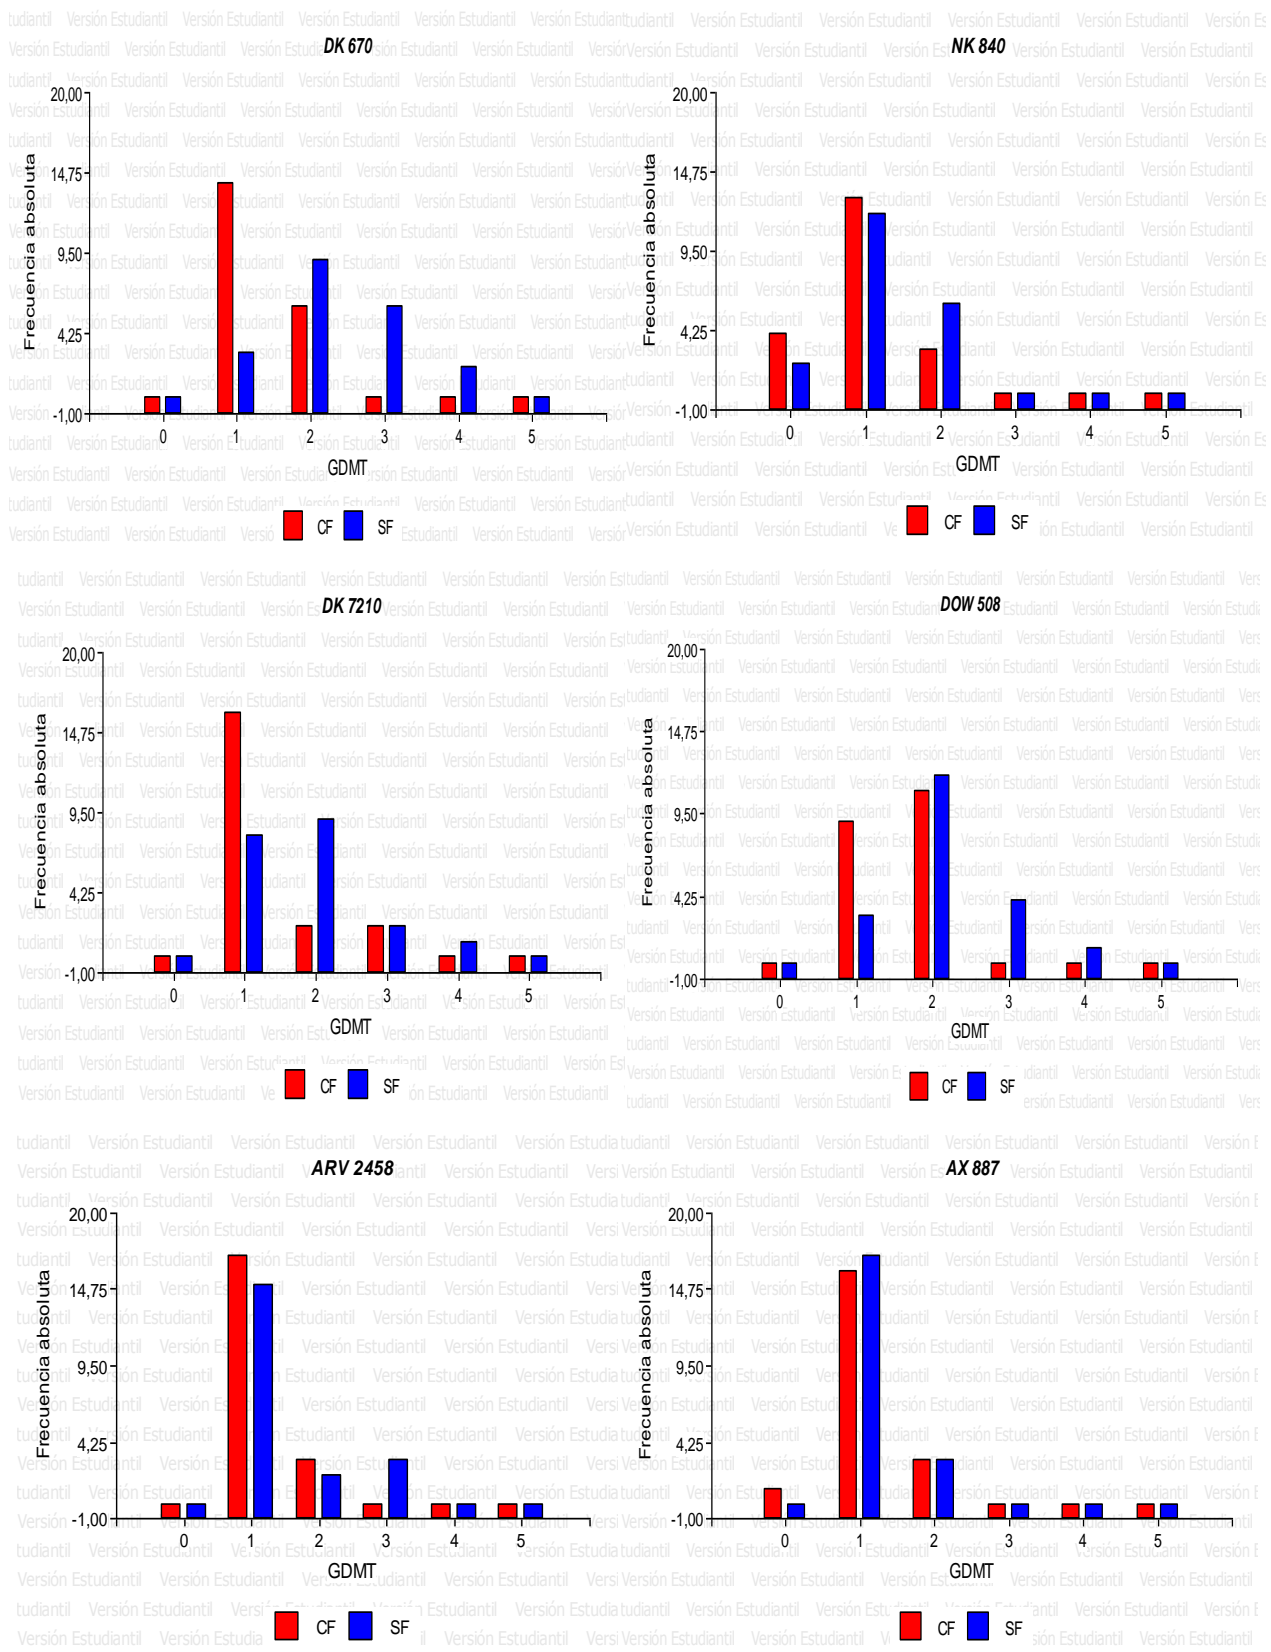 DK 670
Frecuencia absoluta
20,00
14,75
9,50
4,25
-1,00
0 1 2 3 4 5
GDMT
CF SF
NK 840
Frecuencia absoluta
20,00
14,75
9,50
4,25
-1,00
0 1 2 3 4 5
GDMT
CF SF
DK 7210
Frecuencia absoluta
20,00
14,75
9,50
4,25
-1,00
0 1 2 3 4 5
GDMT
CF SF
DOW 508
Frecuencia absoluta
20,00
14,75
9,50
4,25
-1,00
0 1 2 3 4 5
GDMT
CF SF
ARV 2458
Frecuencia absoluta
20,00
14,75
9,50
4,25
-1,00
0 1 2 3 4 5
GDMT
CF SF
AX 887
Frecuencia absoluta
20,00
14,75
9,50
4,25
-1,00
0 1 2 3 4 5
GDMT
CF SF
Versión Estudiantil